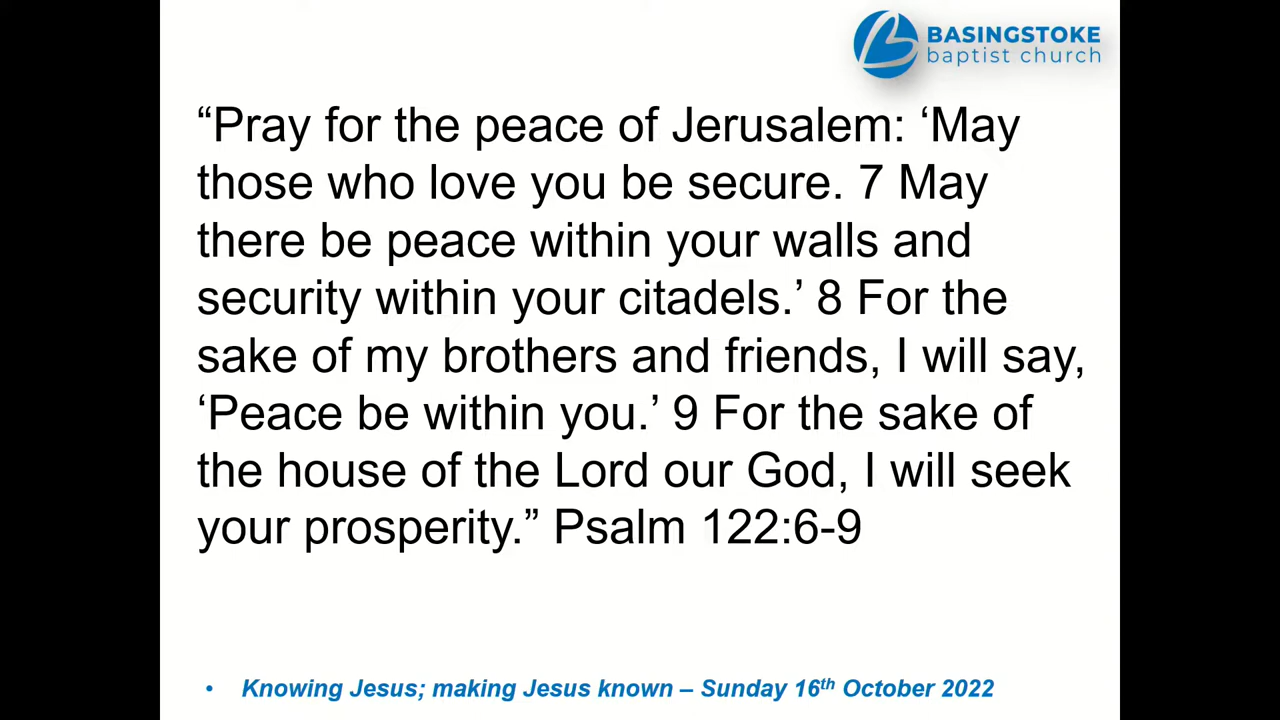 BASINGSTOKE
baptist church
“Pray for the peace of Jerusalem: ‘May
those who love you be secure. 7 May
there be peace within your walls and
security within your citadels.’ 8 For the
sake of my brothers and friends, I will say,
‘Peace be within you.’ 9 For the sake of
the house of the Lord our God, I will seek
your prosperity.” Psalm 122:6-9
• Knowing Jesus; making Jesus known – Sunday 16th October 2022